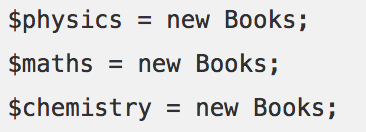 $physics = new Books;
$maths = new Books;
$chemistry = new Books;